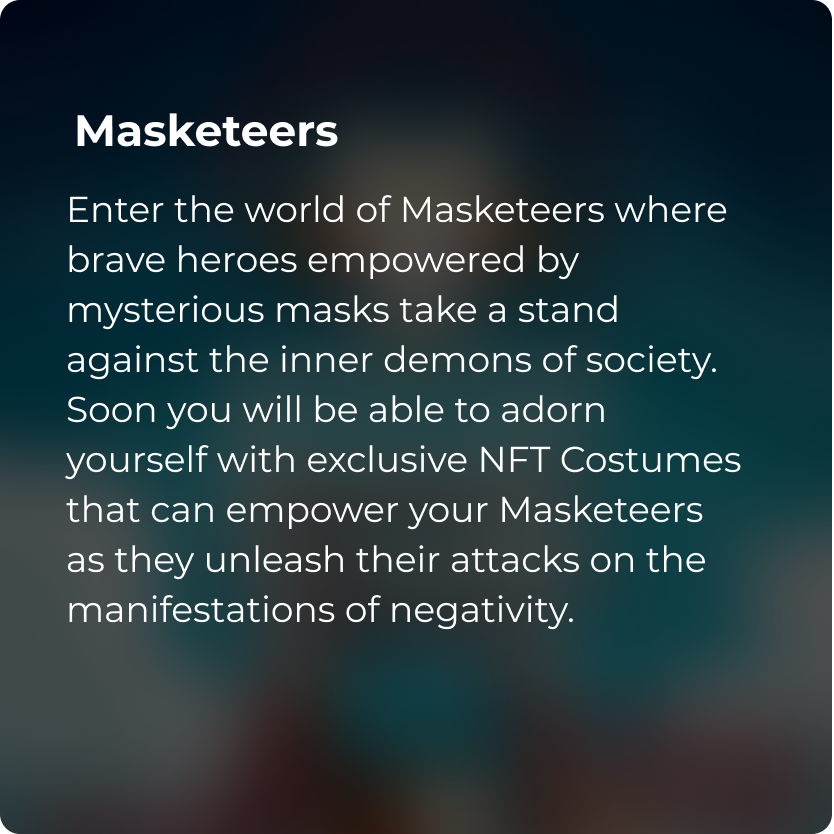 Masketeers
Enter the world of Masketeers where
brave heroes empowered by
mysterious masks take a stand
against the inner demons of society.
Soon you will be able to adorn
yourself with exclusive NFT Costumes
that can empower your Masketeers
as they unleash their attacks on the
manifestations of negativity.